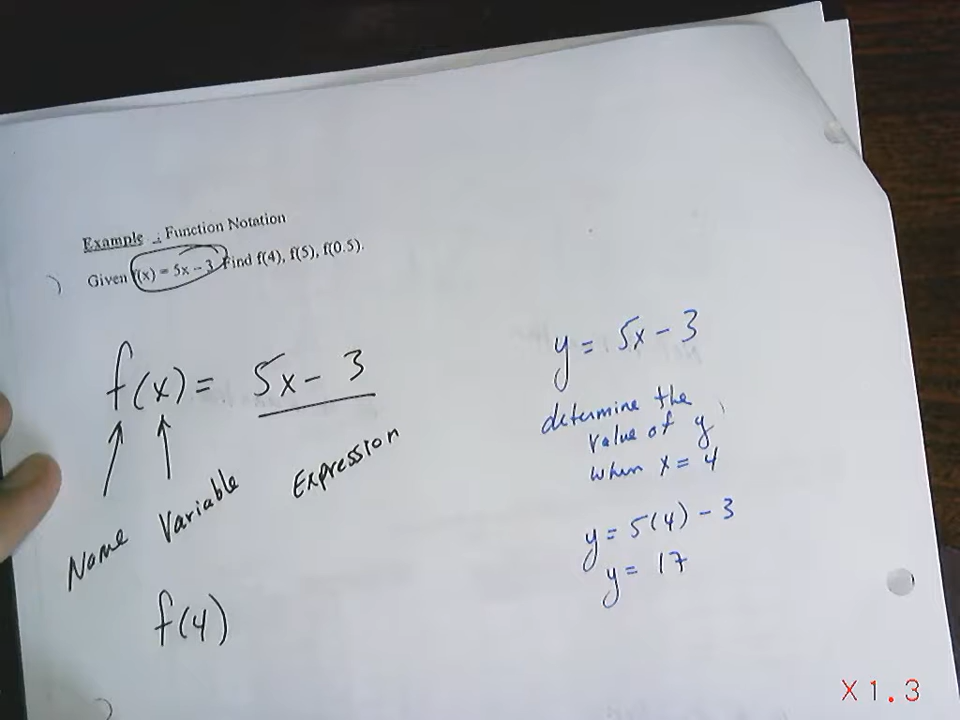 Example : Function Notation
Given f(x) = 5x – 3 Find f(4), f(5), f(0.5).
f(x) = 5x - 3
Name Variable Expression
f(4)
y = 5x - 3
determine the
value of y
when x = 4
y = 5(4) - 3
y = 17
X1.3